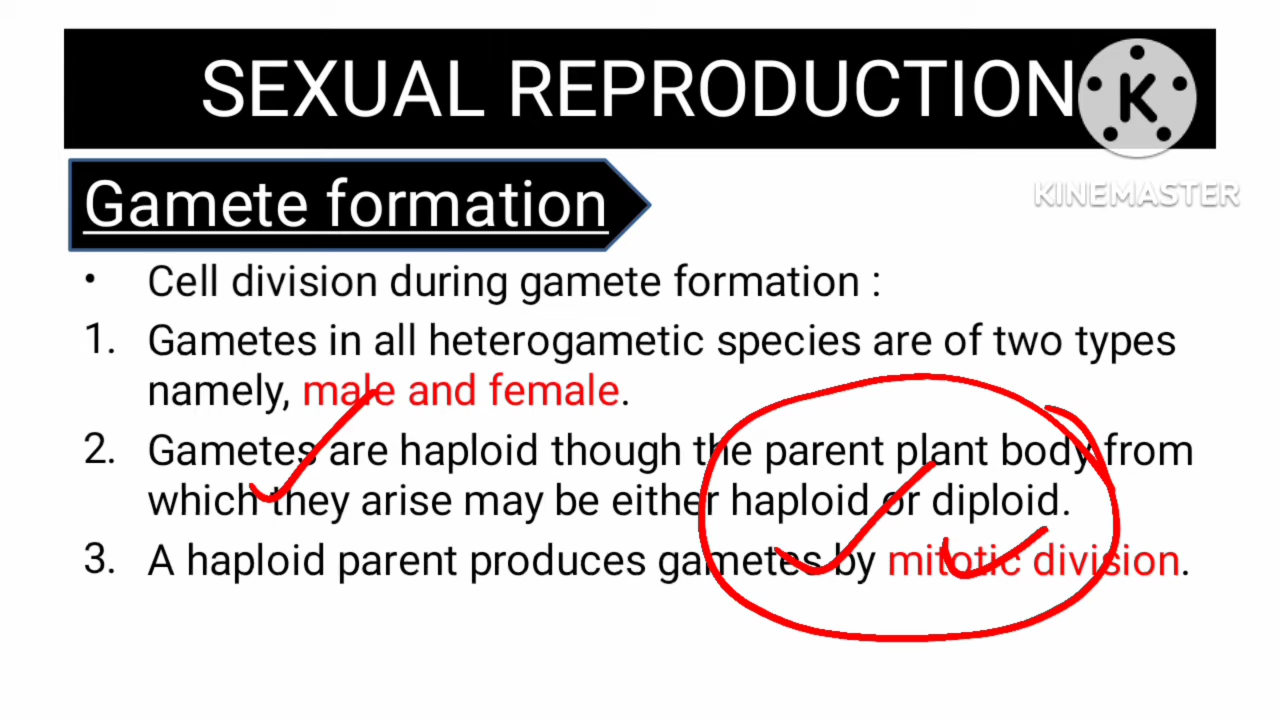 SEXUAL REPRODUCTION
K
KINEMASTER
Gamete formation
• Cell division during gamete formation :
1. Gametes in all heterogametic species are of two types
namely, male and female.
2. Gametes are haploid though the parent plant body from
which they arise may be either haploid or diploid.
3. A haploid parent produces gametes by mitotic division.